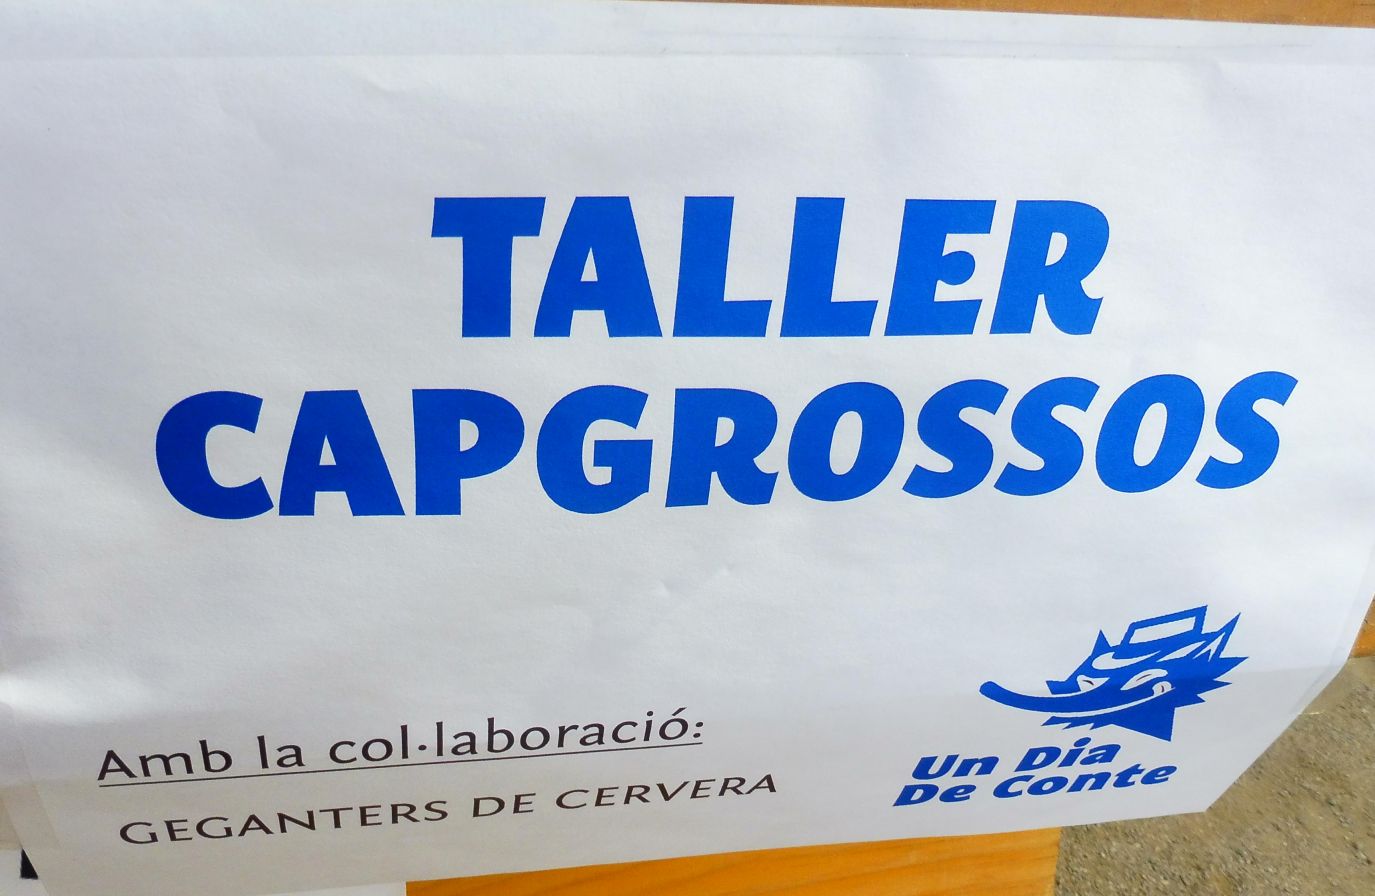 TALLER
CAPGROSSOS
Amb la col·laboració:
GEGANTERS DE CERVERA
Un Dia
De Conte